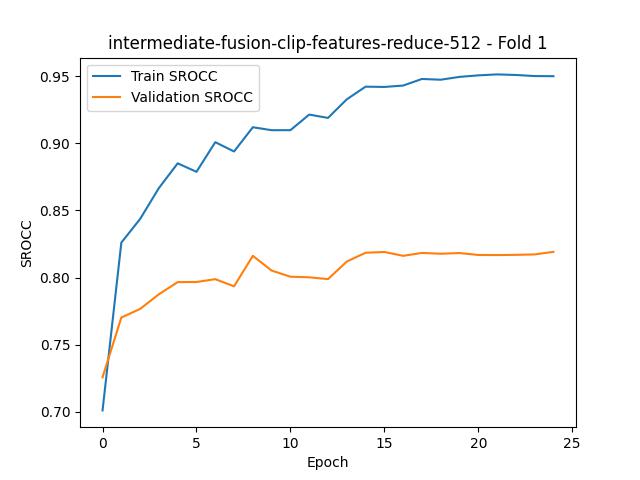 intermediate-fusion-clip-features-reduce-512 - Fold 1
Train SROCC
Validation SROCC
0.95
0.90
0.85
0.80
0.75
0.70
SROCC
0 5 10 15 20 25
Epoch